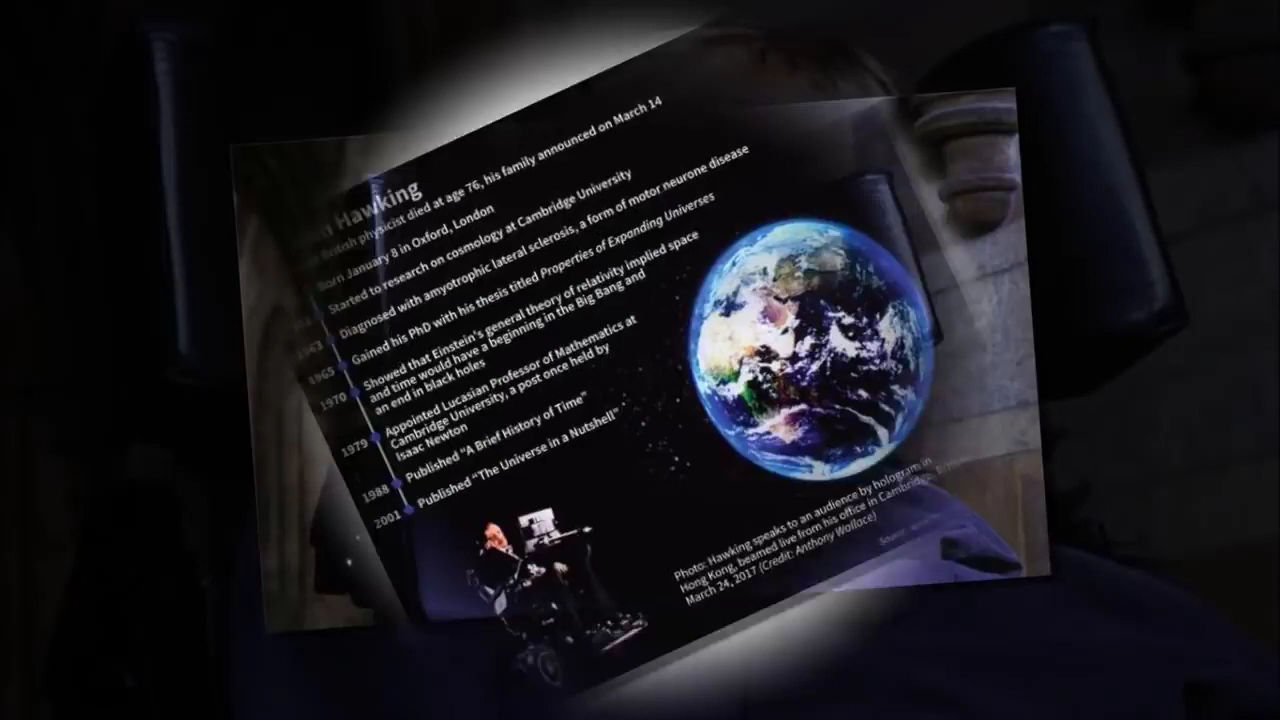 Hawking
British physicist died at age 76, his family announced on March 14
Born January 8 in Oxford, London
Started to research on cosmology at Cambridge University
1963 Diagnosed with amyotrophic lateral sclerosis, a form of motor neurone disease
1965 Gained his PhD with his thesis titled Properties of Expanding Universes
1970 Showed that Einstein's general theory of relativity implied space
and time would have a beginning in the Big Bang and
an end in black holes
1979 Appointed Lucasian Professor of Mathematics at
Cambridge University, a post once held by
Isaac Newton
1988 Published "A Brief History of Time"
2001 Published "The Universe in a Nutshell"
Photo: Hawking speaks to an audience by hologram in
Hong Kong, beamed live from his office in Cambridge,
March 24, 2017 (Credit: Anthony Wallace)
Source: